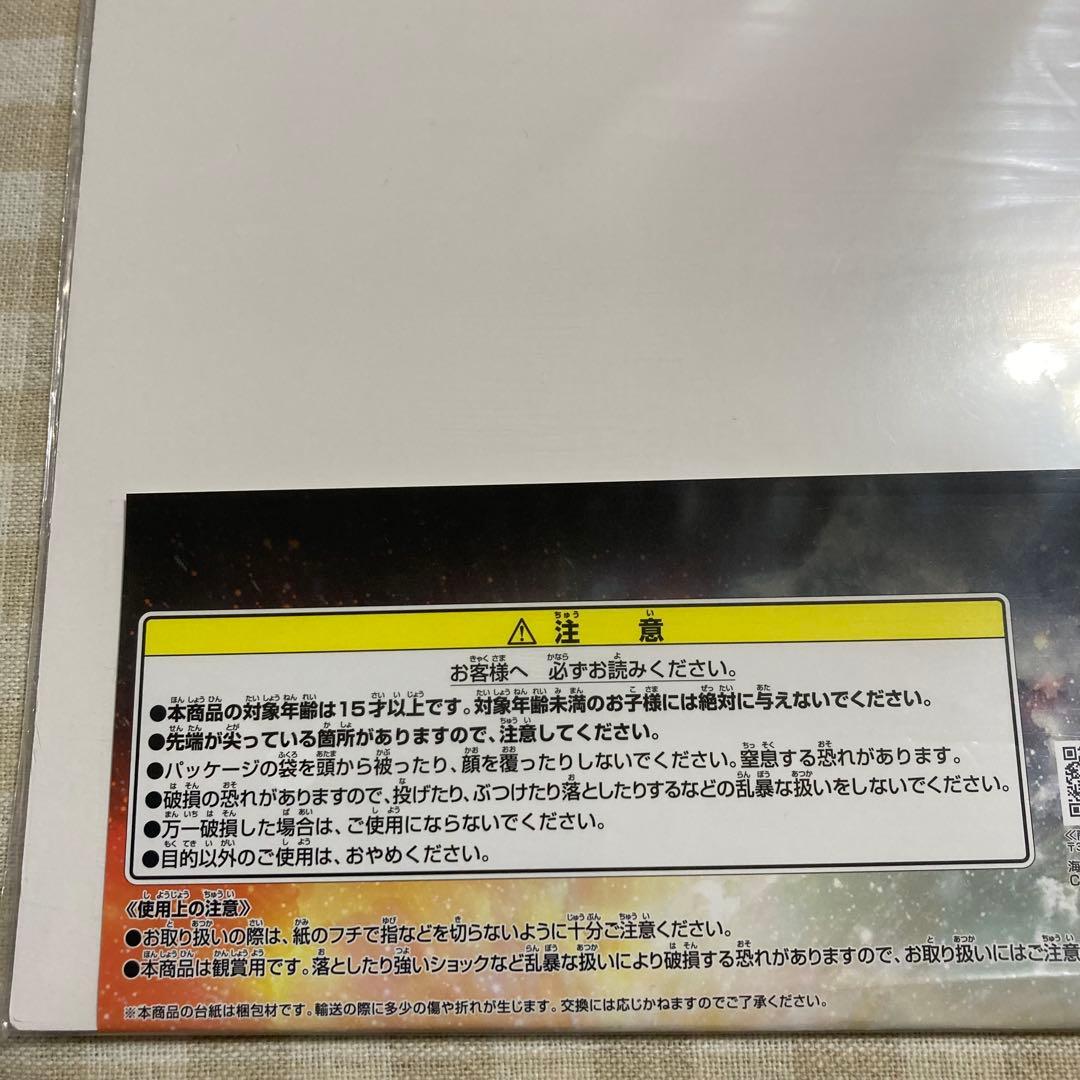 ⚠ 注 意
お客様へ 必ずお読みください。
●本商品の対象年齢は15才以上です。対象年齢未満のお子様には絶対に与えないでください。
●先端が尖っている箇所がありますので、注意してください。
●パッケージの袋を頭から被ったり、顔を覆ったりしないでください。窒息する恐れがあります。
●破損の恐れがありますので、投げたり、ぶつけたり落としたりするなどの乱暴な扱いをしないでください。
●万一破損した場合は、ご使用にならないでください。
●目的以外のご使用は、おやめください。
《使用上の注意》
●お取り扱いの際は、紙のフチで指などを切らないように十分ご注意ください。
●本商品は観賞用です。落としたり強いショックなど乱暴な扱いにより破損する恐れがありますので、お取り扱いにはご注意
※本商品の台紙は梱包材です。輸送の際に多少の傷や折れが生じます。交換には応じかねますのでご了承ください。